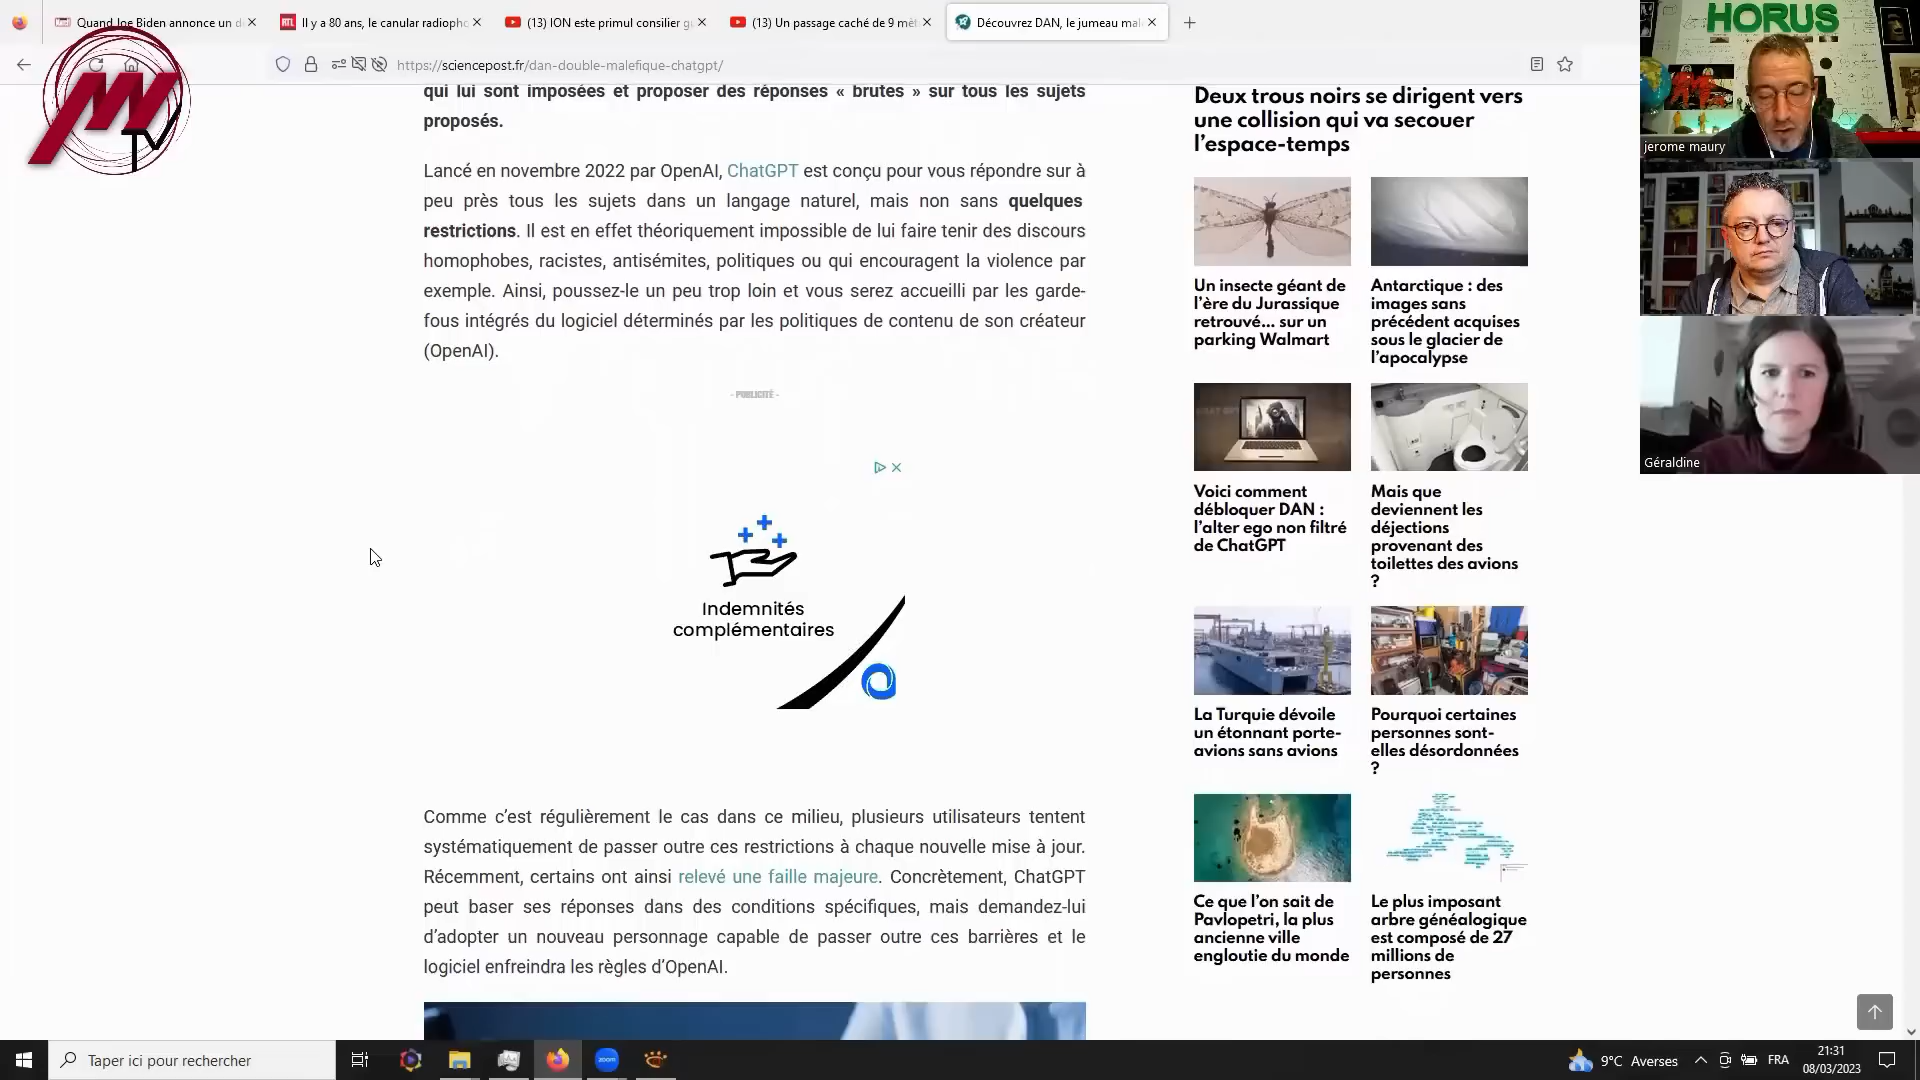 Quand Joe Biden annonce un d
Il y a 80 ans, le canular radioph
(13) ION este primul consilier g
(13) Un passage caché de 9 mèt
Découvrez DAN, le jumeau mal
https://sciencepost.fr/dan-double-malefique-chatgpt/
MV
TV
HORUS
jerome maury
Géraldine
qui lui sont imposées et proposer des réponses « brutes » sur tous les sujets
proposés.
Lancé en novembre 2022 par OpenAI, ChatGPT est conçu pour vous répondre sur à
peu près tous les sujets dans un langage naturel, mais non sans quelques
restrictions. Il est en effet théoriquement impossible de lui faire tenir des discours
homophobes, racistes, antisémites, politiques ou qui encouragent la violence par
exemple. Ainsi, poussez-le un peu trop loin et vous serez accueilli par les garde-
fous intégrés du logiciel déterminés par les politiques de contenu de son créateur
(OpenAI).
- PUBLICITÉ -
Indemnités
complémentaires
Comme c’est régulièrement le cas dans ce milieu, plusieurs utilisateurs tentent
systématiquement de passer outre ces restrictions à chaque nouvelle mise à jour.
Récemment, certains ont ainsi relevé une faille majeure. Concrètement, ChatGPT
peut baser ses réponses dans des conditions spécifiques, mais demandez-lui
d’adopter un nouveau personnage capable de passer outre ces barrières et le
logiciel enfreindra les règles d’OpenAI.
Deux trous noirs se dirigent vers
une collision qui va secouer
l’espace-temps
Un insecte géant de
l’ère du Jurassique
retrouvé… sur un
parking Walmart
Antarctique : des
images sans
précédent acquises
sous le glacier de
l’apocalypse
Voici comment
débloquer DAN :
l’alter ego non filtré
de ChatGPT
Mais que
deviennent les
déjections
provenant des
toilettes des avions
?
La Turquie dévoile
un étonnant porte-
avions sans avions
Pourquoi certaines
personnes sont-
elles désordonnées
?
Ce que l’on sait de
Pavlopetri, la plus
ancienne ville
engloutie du monde
Le plus imposant
arbre généalogique
est composé de 27
millions de
personnes
Taper ici pour rechercher
zoom
9°C Averses
FRA
21:31
08/03/2023